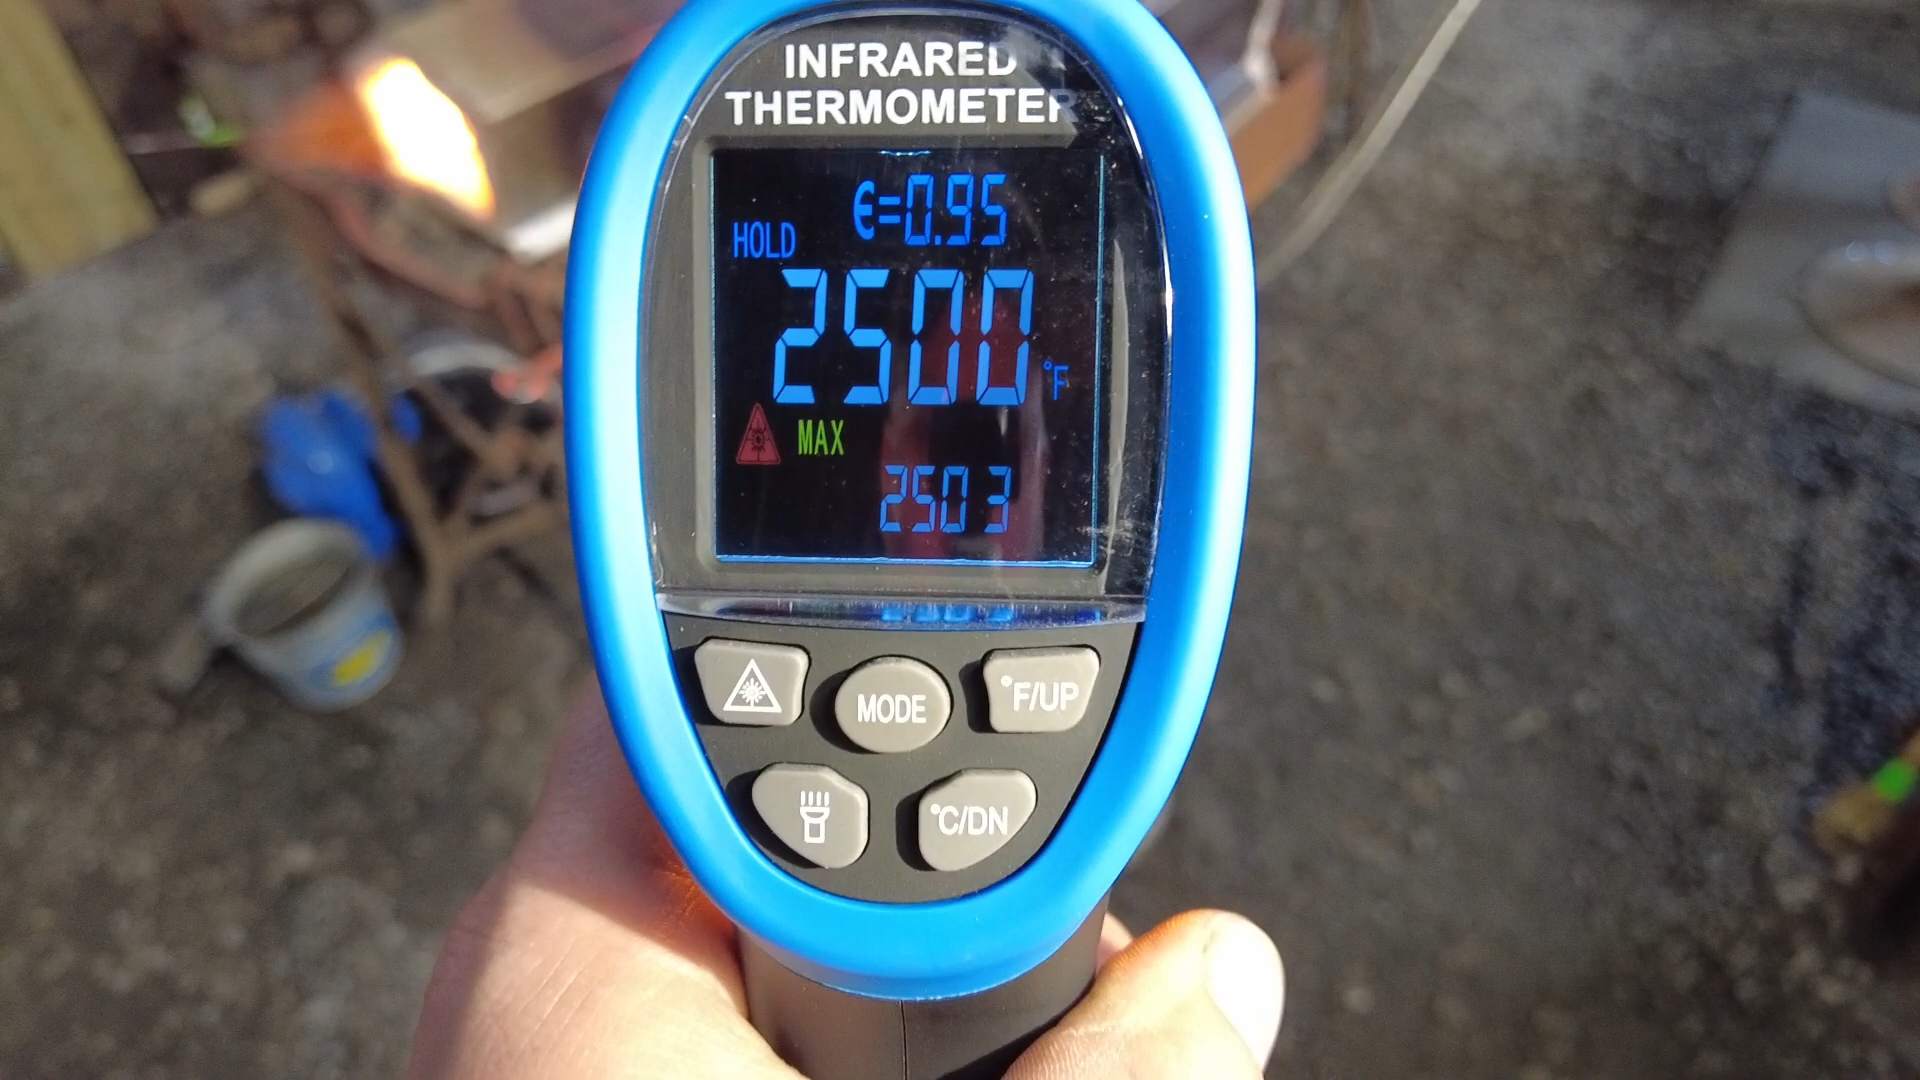 INFRARED
THERMOMETER
ϵ=0.95
HOLD
2500 °F
MAX
2503
MODE
°F/UP
°C/DN